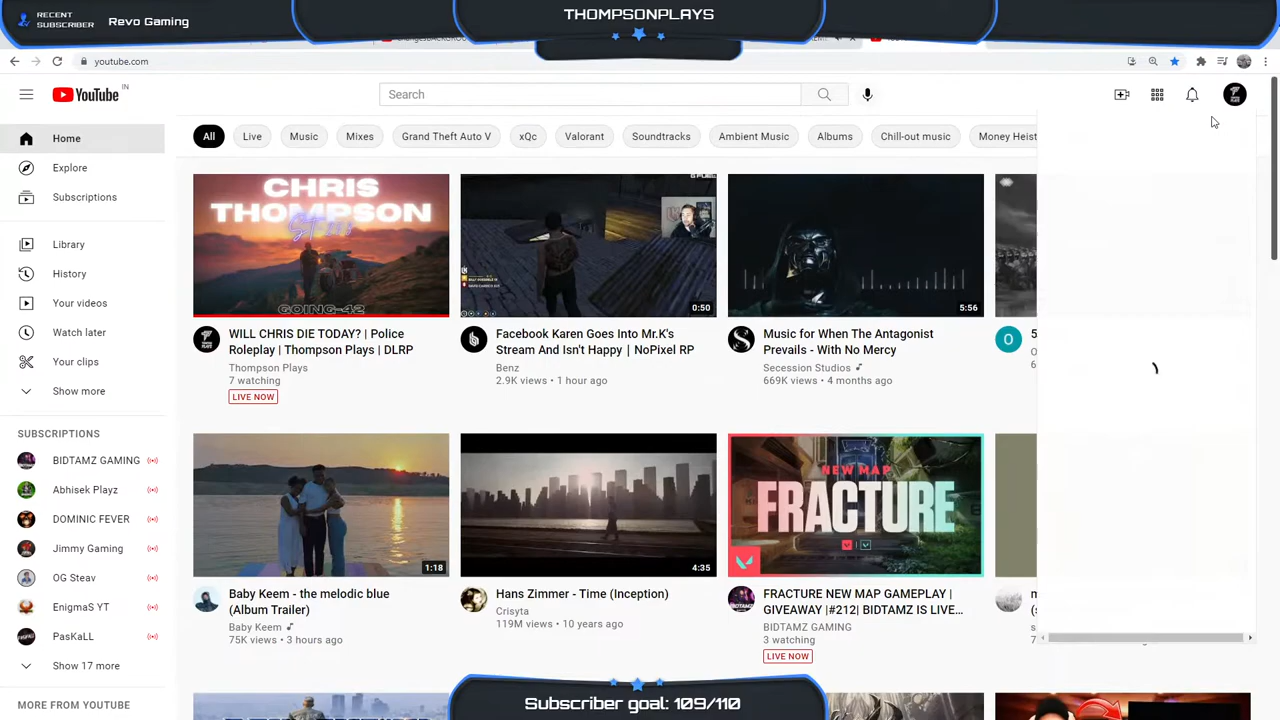 RECENT
SUBSCRIBER
Revo Gaming
THOMPSONPLAYS
youtube.com
YouTube IN
Search
Home
Explore
Subscriptions
Library
History
Your videos
Watch later
Your clips
Show more
SUBSCRIPTIONS
BIDTAMZ GAMING
Abhisek Playz
DOMINIC FEVER
Jimmy Gaming
OG Steav
EnigmaS YT
PasKaLL
Show 17 more
MORE FROM YOUTUBE
All
Live
Music
Mixes
Grand Theft Auto V
xQc
Valorant
Soundtracks
Ambient Music
Albums
Chill-out music
Money Heist
CHRIS
THOMPSON
GOING-42
WILL CHRIS DIE TODAY? | Police
Roleplay | Thompson Plays | DLRP
Thompson Plays
7 watching
LIVE NOW
0:50
Facebook Karen Goes Into Mr.K's
Stream And Isn't Happy | NoPixel RP
Benz
2.9K views • 1 hour ago
5:56
Music for When The Antagonist
Prevails - With No Mercy
Secession Studios
669K views • 4 months ago
O
5
1:18
Baby Keem - the melodic blue
(Album Trailer)
Baby Keem
75K views • 3 hours ago
4:35
Hans Zimmer - Time (Inception)
Crisyta
119M views • 10 years ago
NEW MAP
FRACTURE
FRACTURE NEW MAP GAMEPLAY |
GIVEAWAY |#212| BIDTAMZ IS LIVE...
BIDTAMZ GAMING
3 watching
LIVE NOW
Subscriber goal: 109/110